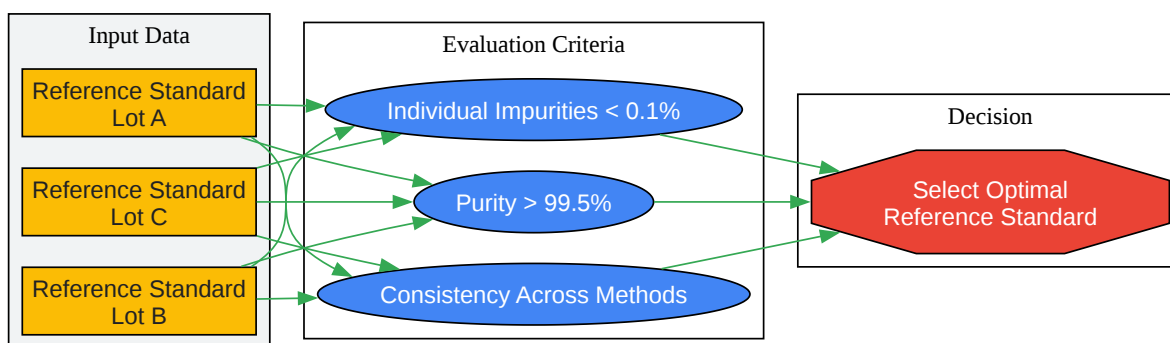 Input Data
Reference Standard
Lot A
Reference Standard
Lot C
Reference Standard
Lot B
Evaluation Criteria
Individual Impurities < 0.1%
Purity > 99.5%
Consistency Across Methods
Decision
Select Optimal
Reference Standard